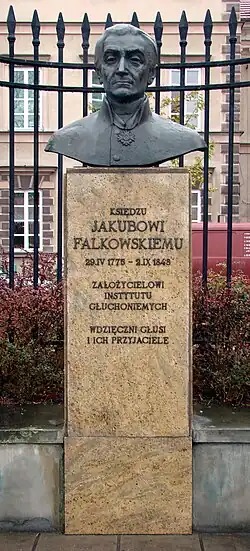 KSIĘDZU
JAKUBOWI
FALKOWSKIEMU
29.IV 1775 - 2.IX 1848
ZAŁOŻYCIELOWI
INSTYTUTU
GŁUCHONIEMYCH
WDZIĘCZNI GŁUSI
I ICH PRZYJACIELE